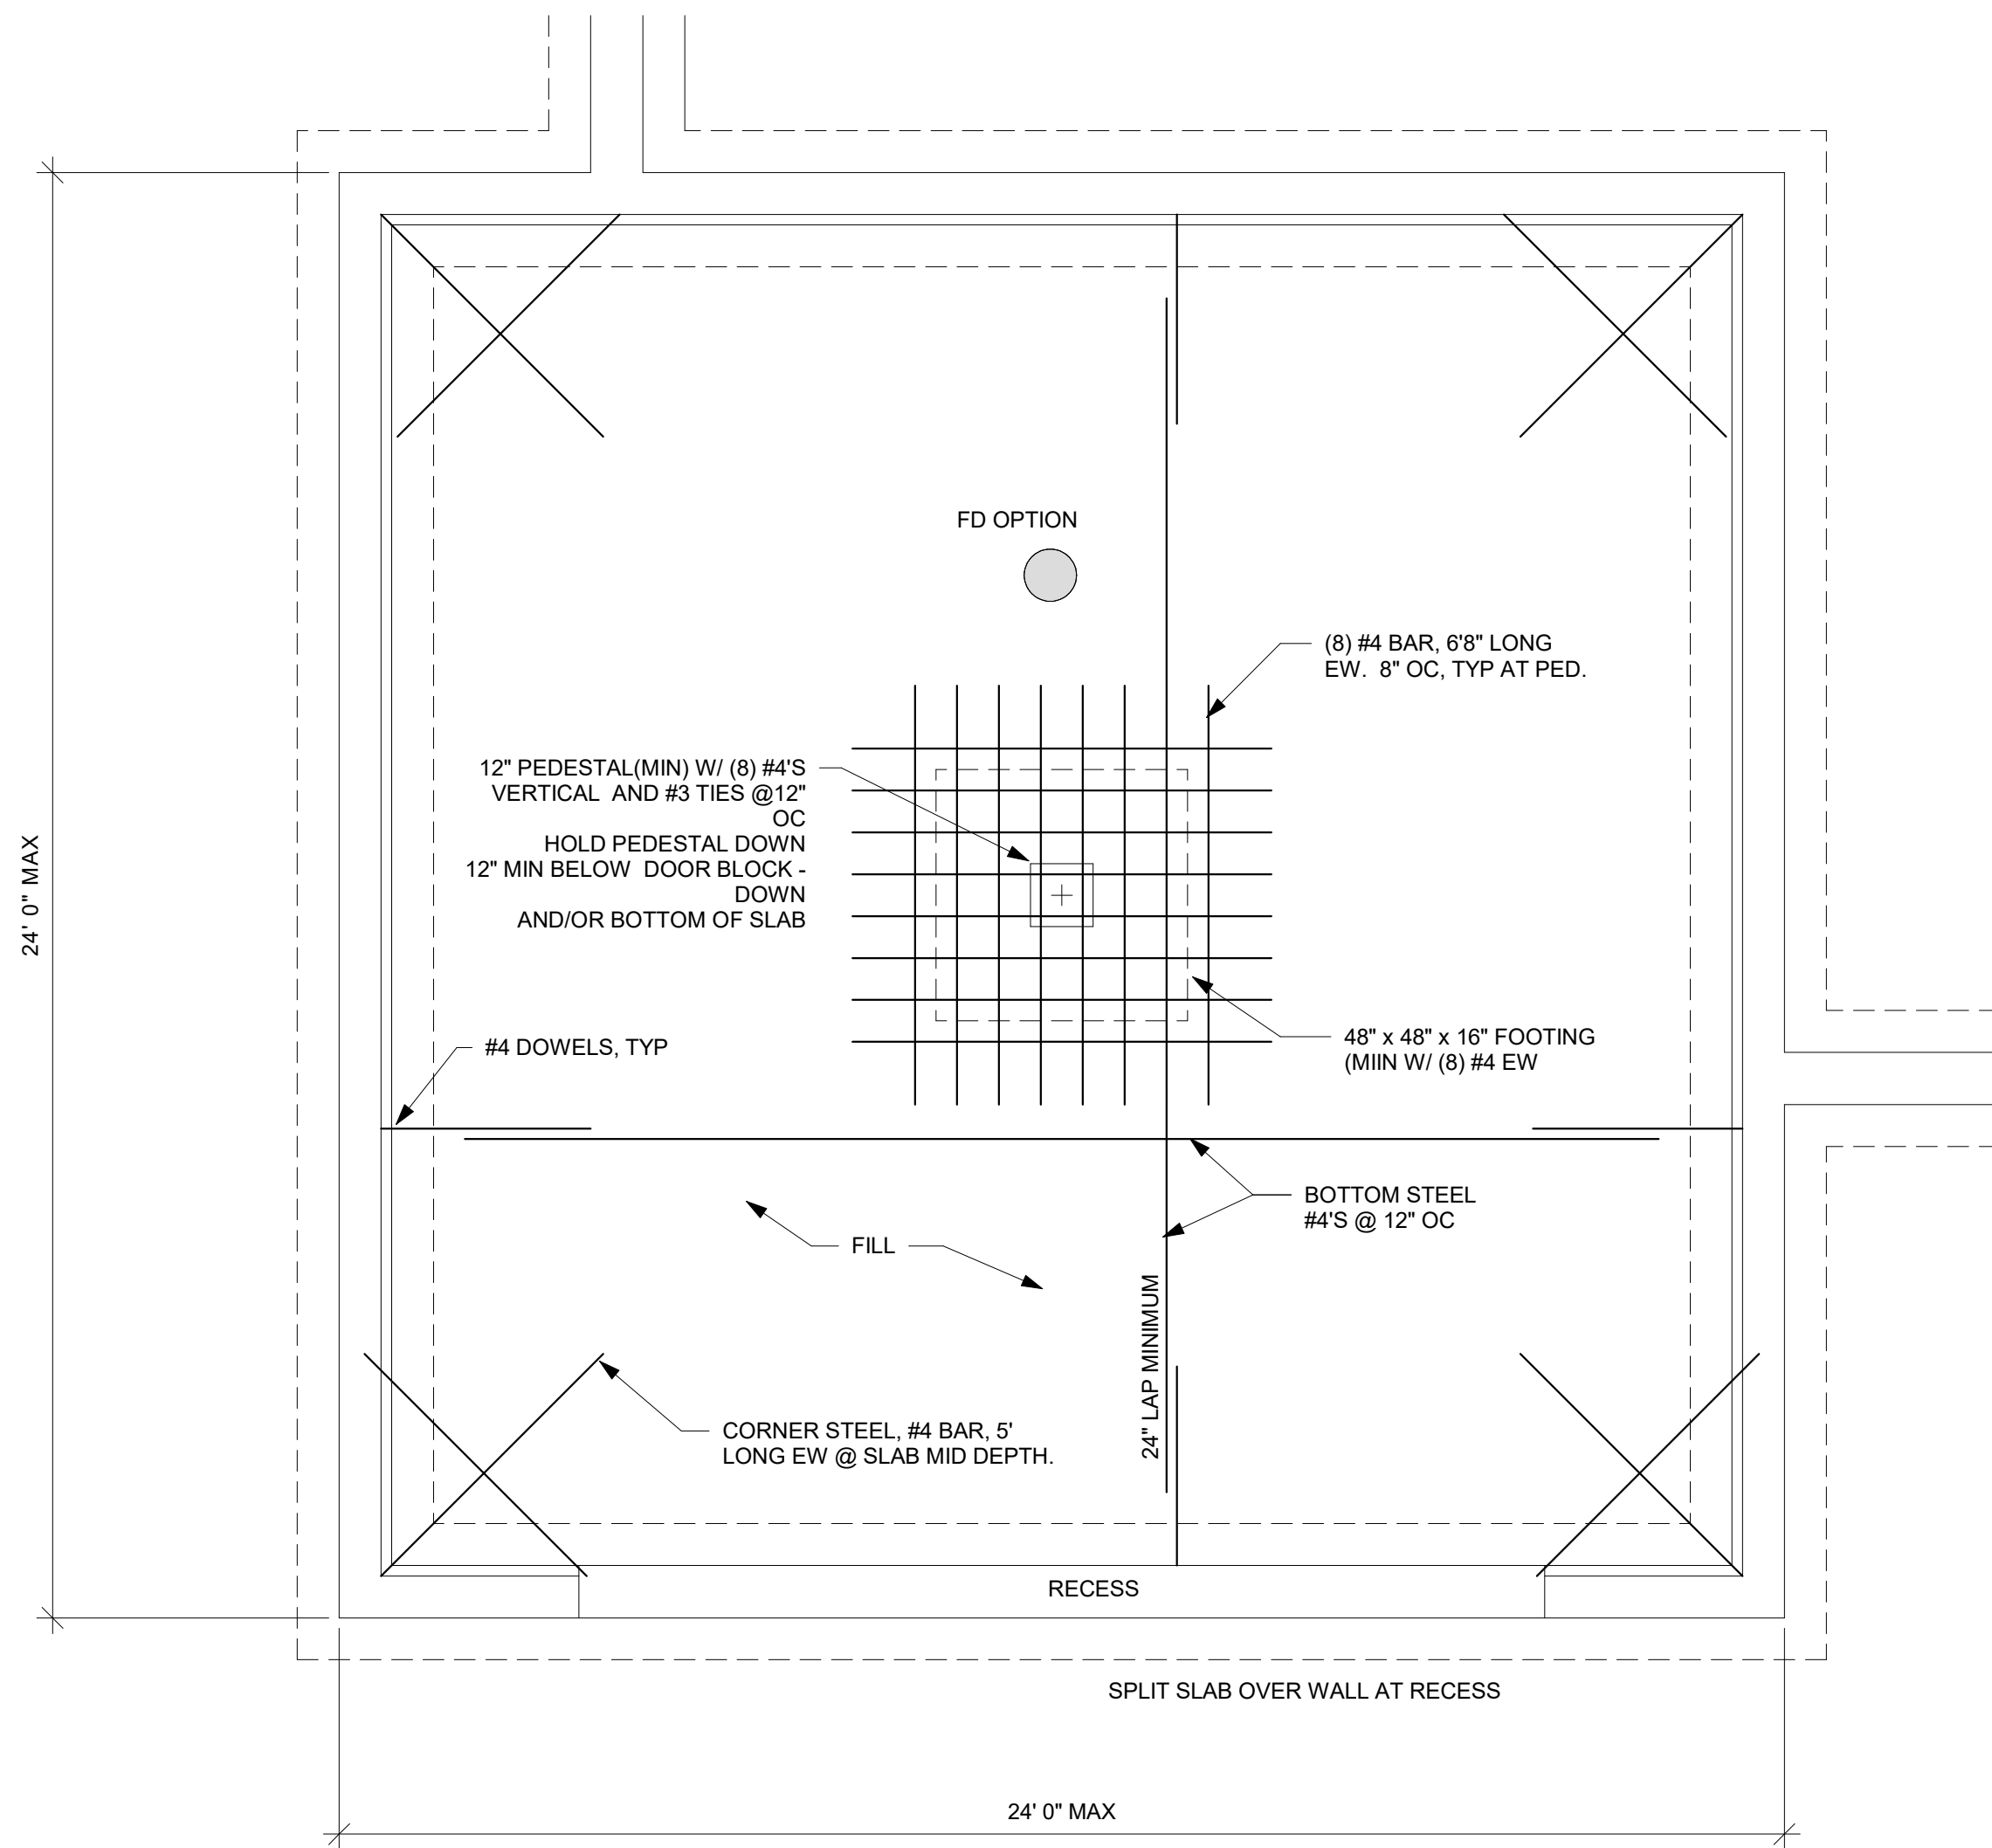 FD OPTION
(8) #4 BAR, 6'8" LONG
EW.  8" OC, TYP AT PED.
12" PEDESTAL(MIN) W/ (8) #4'S
VERTICAL  AND #3 TIES @12"
OC
HOLD PEDESTAL DOWN
12" MIN BELOW  DOOR BLOCK -
DOWN
AND/OR BOTTOM OF SLAB
24' 0" MAX
#4 DOWELS, TYP
48" x 48" x 16" FOOTING
(MIIN W/ (8) #4 EW
BOTTOM STEEL
#4'S @ 12" OC
FILL
24" LAP MINIMUM
CORNER STEEL, #4 BAR, 5'
LONG EW @ SLAB MID DEPTH.
RECESS
SPLIT SLAB OVER WALL AT RECESS
24' 0" MAX